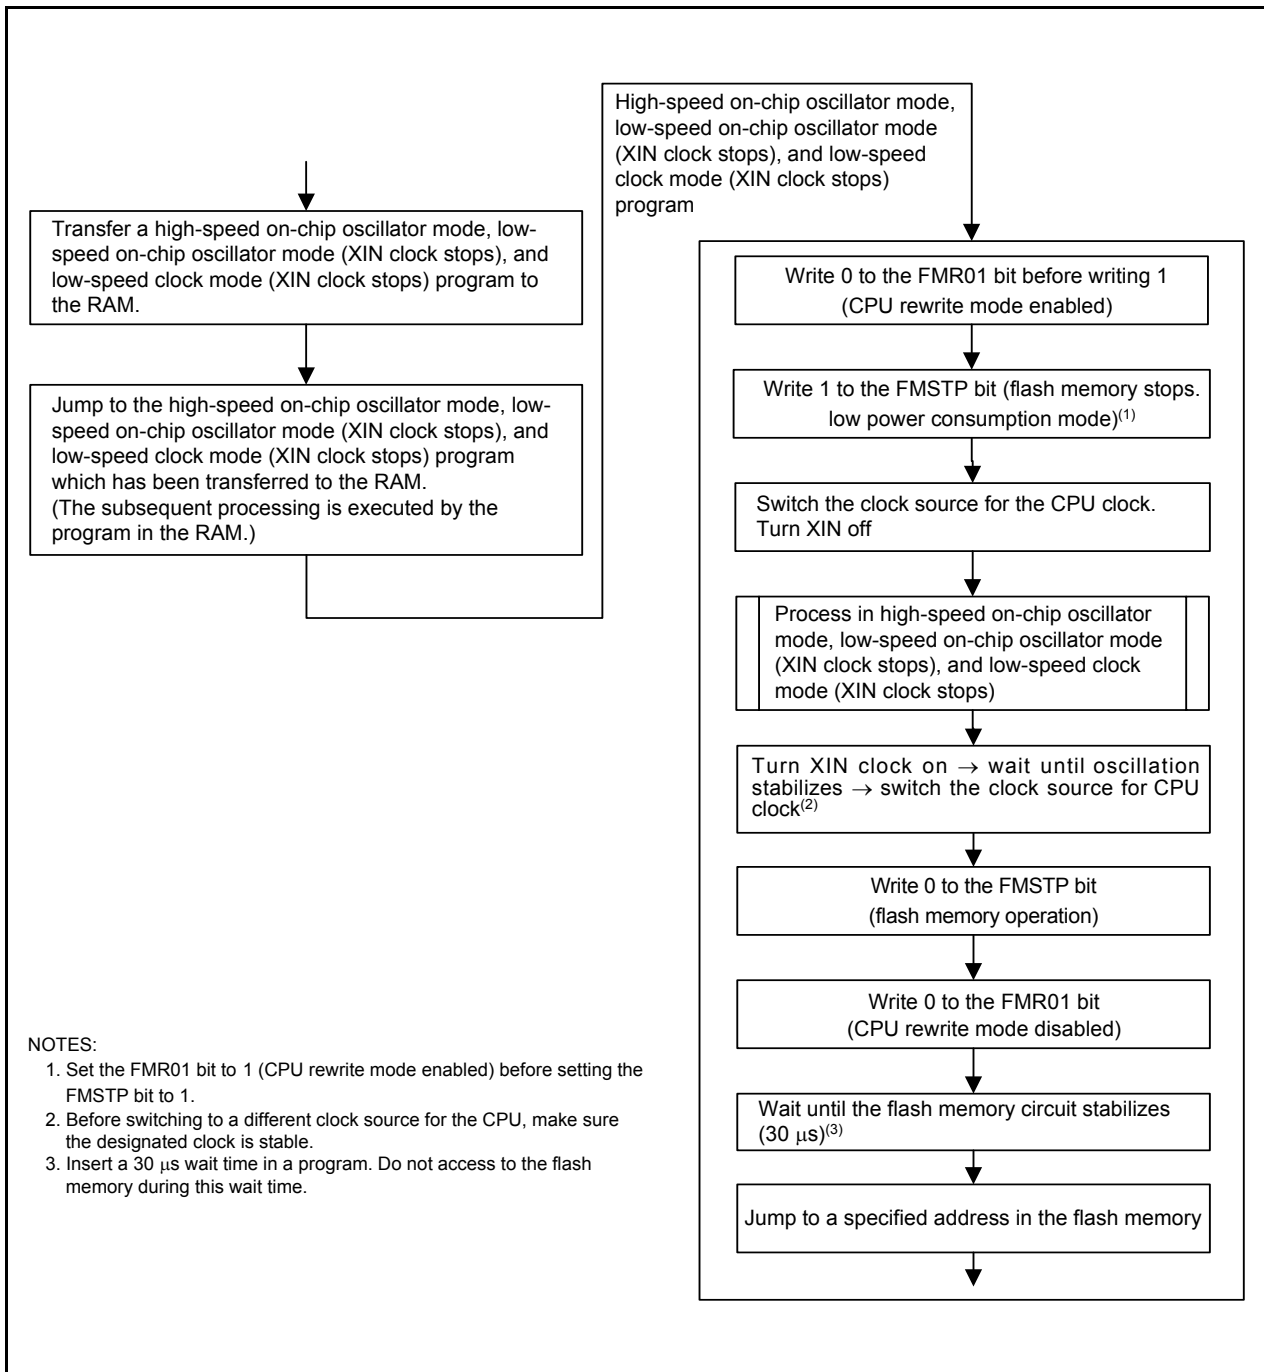 Transfer a high-speed on-chip oscillator mode, low-
speed on-chip oscillator mode (XIN clock stops), and
low-speed clock mode (XIN clock stops) program to
the RAM.
Jump to the high-speed on-chip oscillator mode, low-
speed on-chip oscillator mode (XIN clock stops), and
low-speed clock mode (XIN clock stops) program
which has been transferred to the RAM.
(The subsequent processing is executed by the
program in the RAM.)
High-speed on-chip oscillator mode,
low-speed on-chip oscillator mode
(XIN clock stops), and low-speed
clock mode (XIN clock stops)
program
Write 0 to the FMR01 bit before writing 1
(CPU rewrite mode enabled)
Write 1 to the FMSTP bit (flash memory stops.
low power consumption mode)(1)
Switch the clock source for the CPU clock.
Turn XIN off
Process in high-speed on-chip oscillator
mode, low-speed on-chip oscillator mode
(XIN clock stops), and low-speed clock
mode (XIN clock stops)
Turn XIN clock on → wait until oscillation
stabilizes → switch the clock source for CPU
clock(2)
Write 0 to the FMSTP bit
(flash memory operation)
Write 0 to the FMR01 bit
(CPU rewrite mode disabled)
Wait until the flash memory circuit stabilizes
(30 μs)(3)
Jump to a specified address in the flash memory
NOTES:
1. Set the FMR01 bit to 1 (CPU rewrite mode enabled) before setting the
FMSTP bit to 1.
2. Before switching to a different clock source for the CPU, make sure
the designated clock is stable.
3. Insert a 30 μs wait time in a program. Do not access to the flash
memory during this wait time.